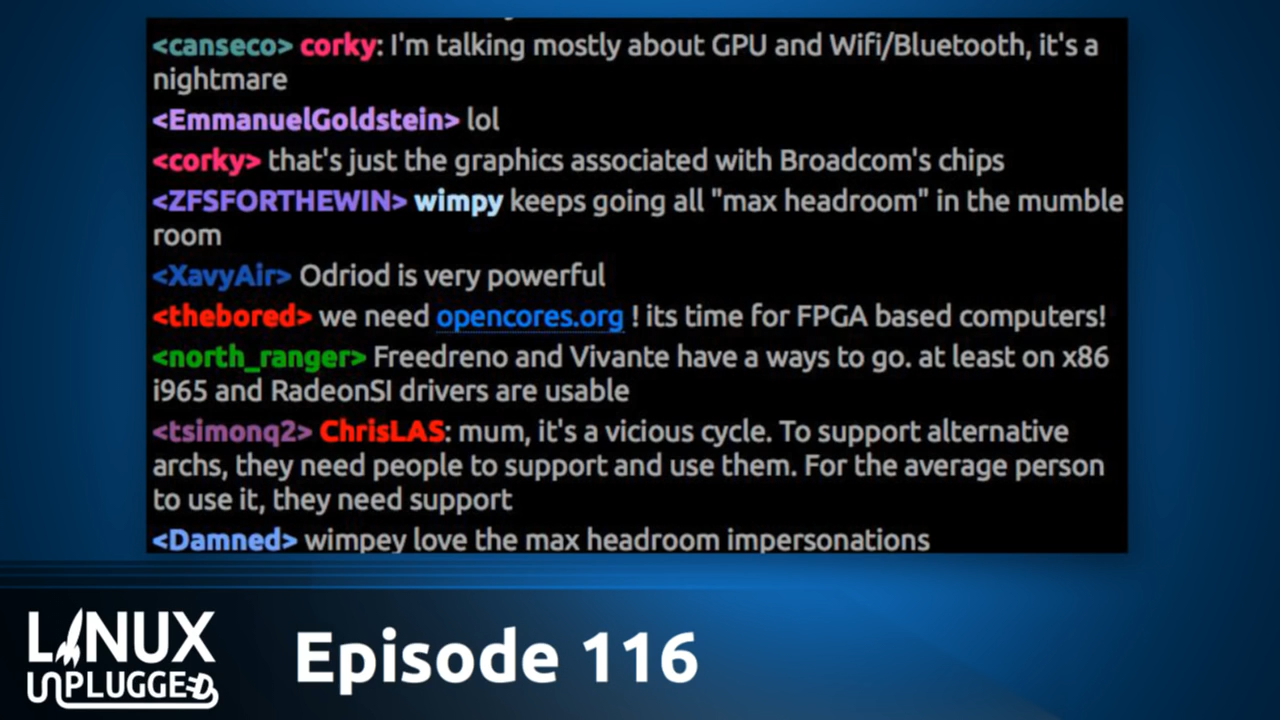 <canseco> corky: I'm talking mostly about GPU and Wifi/Bluetooth, it's a
nightmare
<EmmanuelGoldstein> lol
<corky> that's just the graphics associated with Broadcom's chips
<ZFSFORTHEWIN> wimpy keeps going all "max headroom" in the mumble
room
<XavyAir> Odriod is very powerful
<thebored> we need opencores.org ! its time for FPGA based computers!
<north_ranger> Freedreno and Vivante have a ways to go. at least on x86
i965 and RadeonSI drivers are usable
<tsimonq2> ChrisLAS: mum, it's a vicious cycle. To support alternative
archs, they need people to support and use them. For the average person
to use it, they need support
<Damned> wimpey love the max headroom impersonations
LINUX
UNPLUGGED
Episode 116